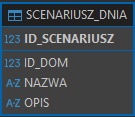 SCENARIUSZ_DNIA
123 ID_SCENARIUSZ
123 ID_DOM
A-Z NAZWA
A-Z OPIS